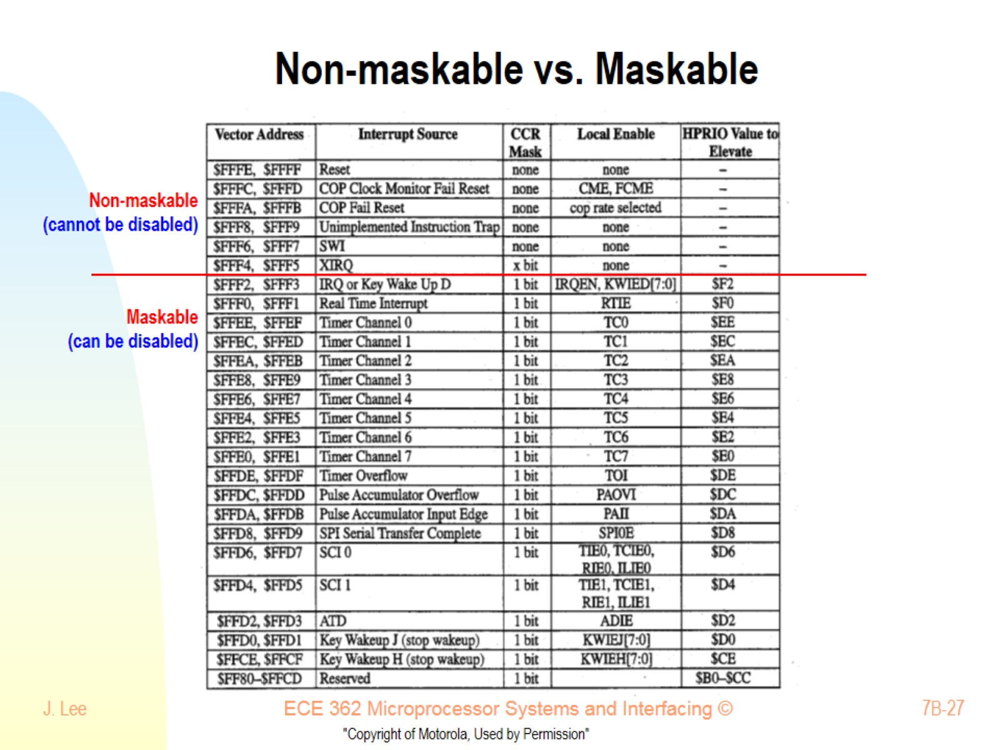 Non-maskable vs. Maskable
Vector Address Interrupt Source CCR Mask Local Enable HPRIO Value to Elevate
$FFFE, $FFFF Reset none none –
$FFFC, $FFFD COP Clock Monitor Fail Reset none CME, FCME –
$FFFA, $FFFB COP Fail Reset none cop rate selected –
$FFF8, $FFF9 Unimplemented Instruction Trap none none –
$FFF6, $FFF7 SWI none none –
$FFF4, $FFF5 XIRQ x bit none –
Non-maskable
(cannot be disabled)
$FFF2, $FFF3 IRQ or Key Wake Up D 1 bit IRQEN, KWIED[7:0] $F2
$FFF0, $FFF1 Real Time Interrupt 1 bit RTIE $F0
$FFEE, $FFEF Timer Channel 0 1 bit TC0 $EE
$FFEC, $FFED Timer Channel 1 1 bit TC1 $EC
$FFEA, $FFEB Timer Channel 2 1 bit TC2 $EA
$FFE8, $FFE9 Timer Channel 3 1 bit TC3 $E8
$FFE6, $FFE7 Timer Channel 4 1 bit TC4 $E6
$FFE4, $FFE5 Timer Channel 5 1 bit TC5 $E4
$FFE2, $FFE3 Timer Channel 6 1 bit TC6 $E2
$FFE0, $FFE1 Timer Channel 7 1 bit TC7 $E0
$FFDE, $FFDF Timer Overflow 1 bit TOI $DE
$FFDC, $FFDD Pulse Accumulator Overflow 1 bit PAOVI $DC
$FFDA, $FFDB Pulse Accumulator Input Edge 1 bit PAII $DA
$FFD8, $FFD9 SPI Serial Transfer Complete 1 bit SPI0E $D8
$FFD6, $FFD7 SCI 0 1 bit TIE0, TCIE0, $D6
RIE0, ILIE0
$FFD4, $FFD5 SCI 1 1 bit TIE1, TCIE1, $D4
RIE1, ILIE1
$FFD2, $FFD3 ATD 1 bit ADIE $D2
$FFD0, $FFD1 Key Wakeup J (stop wakeup) 1 bit KWIEJ[7:0] $D0
$FFCE, $FFCF Key Wakeup H (stop wakeup) 1 bit KWIEH[7:0] $CE
$FF80–$FFCD Reserved 1 bit $B0–$CC
Maskable
(can be disabled)
J. Lee ECE 362 Microprocessor Systems and Interfacing © 7B-27
"Copyright of Motorola, Used by Permission"